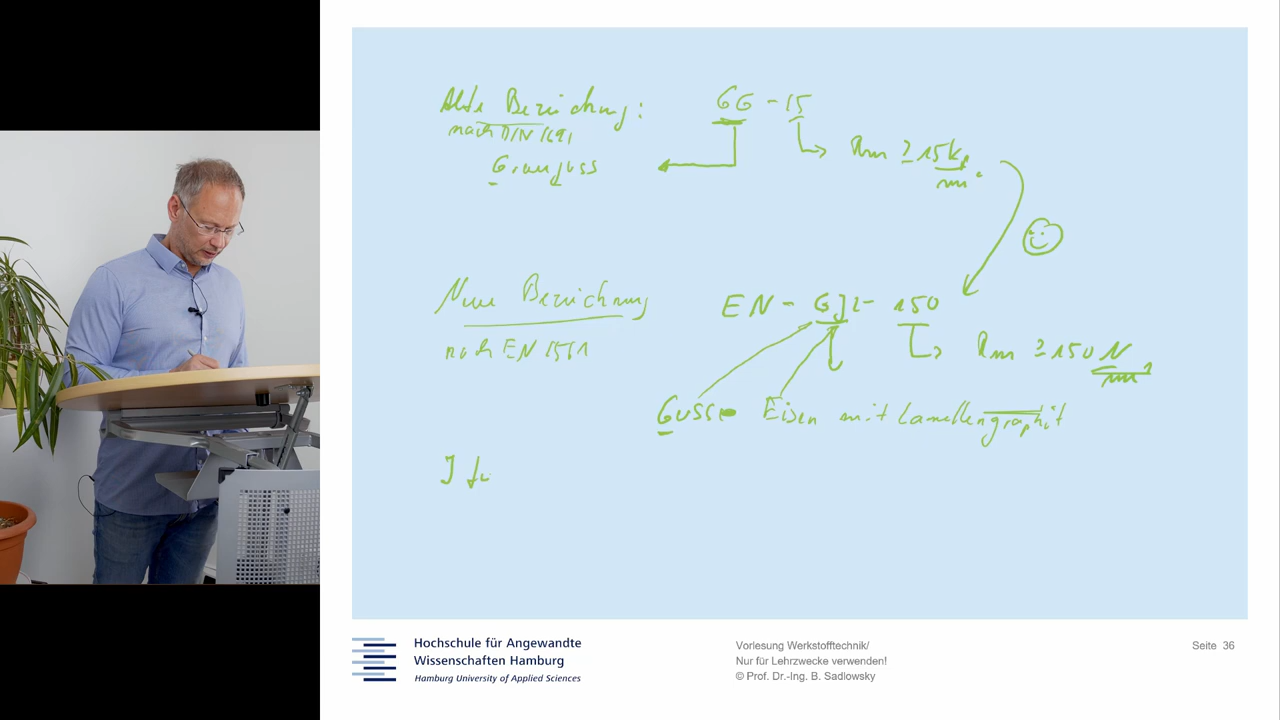 Alte Bezeichnung: GG - 15
nach DIN 1691
Grauguss
Rm ≥ 15 kp/mm²
Neue Bezeichnung EN - GJL - 150
nach EN 1561
Rm ≥ 150 N/mm²
Guss Eisen mit Lamellengraphit
J fü
Hochschule für Angewandte
Wissenschaften Hamburg
Hamburg University of Applied Sciences
Vorlesung Werkstofftechnik/
Nur für Lehrzwecke verwenden!
© Prof. Dr.-Ing. B. Sadlowsky
Seite 36